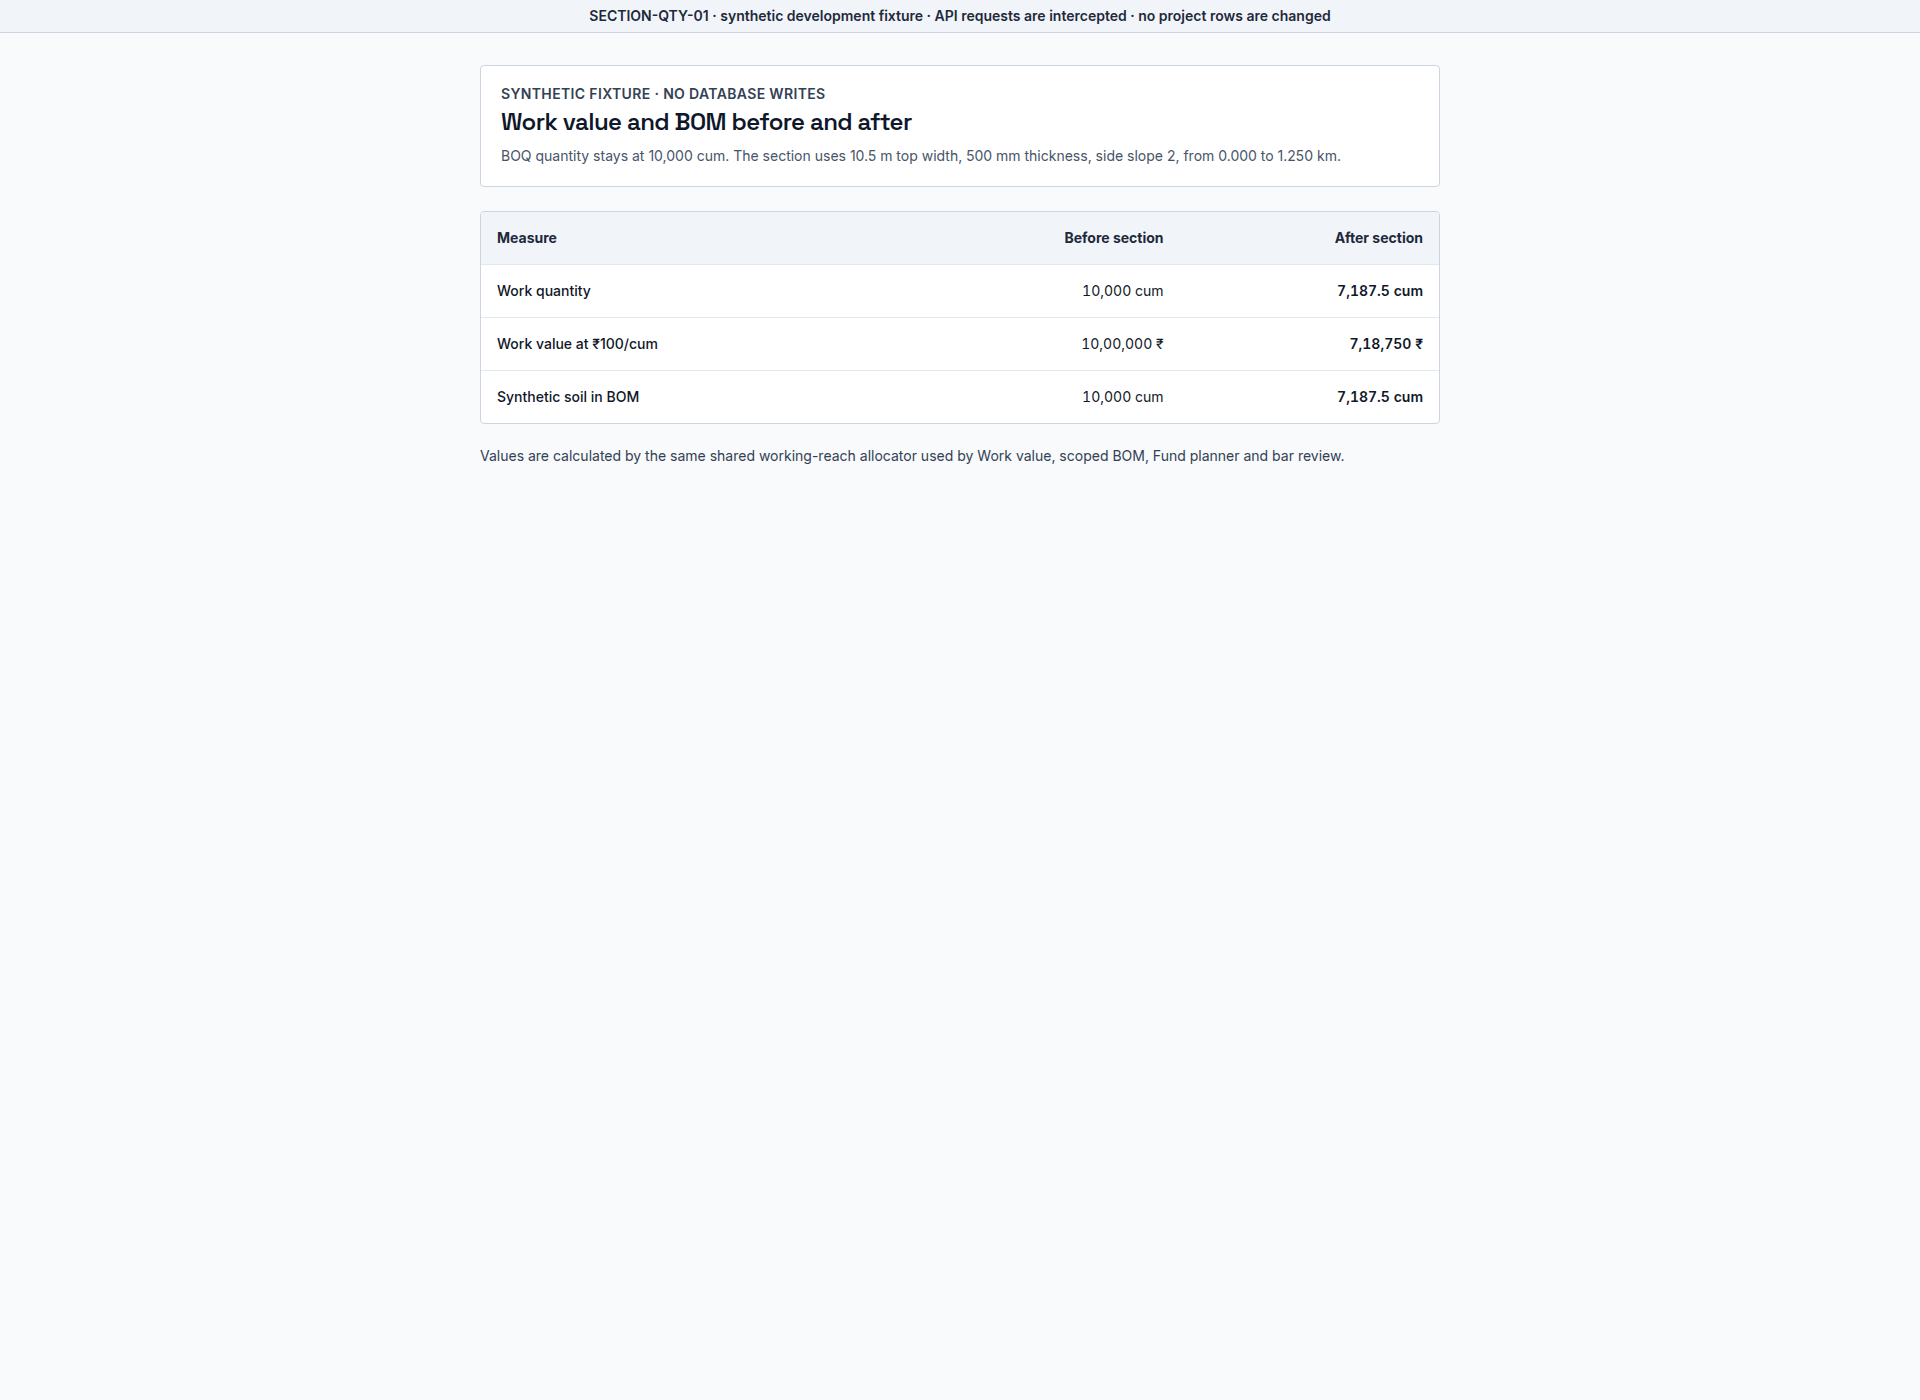 SECTION-QTY-01 · synthetic development fixture · API requests are intercepted · no project rows are changed
SYNTHETIC FIXTURE · NO DATABASE WRITES
Work value and BOM before and after
BOQ quantity stays at 10,000 cum. The section uses 10.5 m top width, 500 mm thickness, side slope 2, from 0.000 to 1.250 km.
Measure Before section After section
Work quantity 10,000 cum 7,187.5 cum
Work value at ₹100/cum 10,00,000 ₹ 7,18,750 ₹
Synthetic soil in BOM 10,000 cum 7,187.5 cum
Values are calculated by the same shared working-reach allocator used by Work value, scoped BOM, Fund planner and bar review.